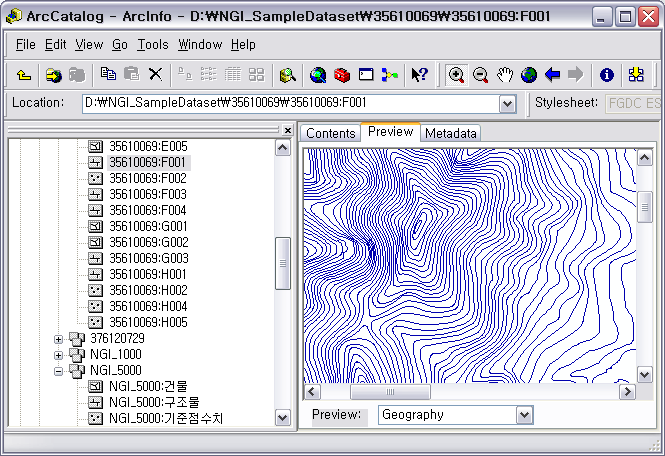 ArcCatalog - ArcInfo - D:₩NGI_SampleDataset₩35610069₩35610069:F001
File Edit View Go Tools Window Help
Location: D:₩NGI_SampleDataset₩35610069₩35610069:F001 Stylesheet: FGDC ES
Contents Preview Metadata
35610069:E005
35610069:F001
35610069:F002
35610069:F003
35610069:F004
35610069:G001
35610069:G002
35610069:G003
35610069:H001
35610069:H002
35610069:H004
35610069:H005
376120729
NGI_1000
NGI_5000
NGI_5000:건물
NGI_5000:구조물
NGI_5000:기준점수치
Preview: Geography